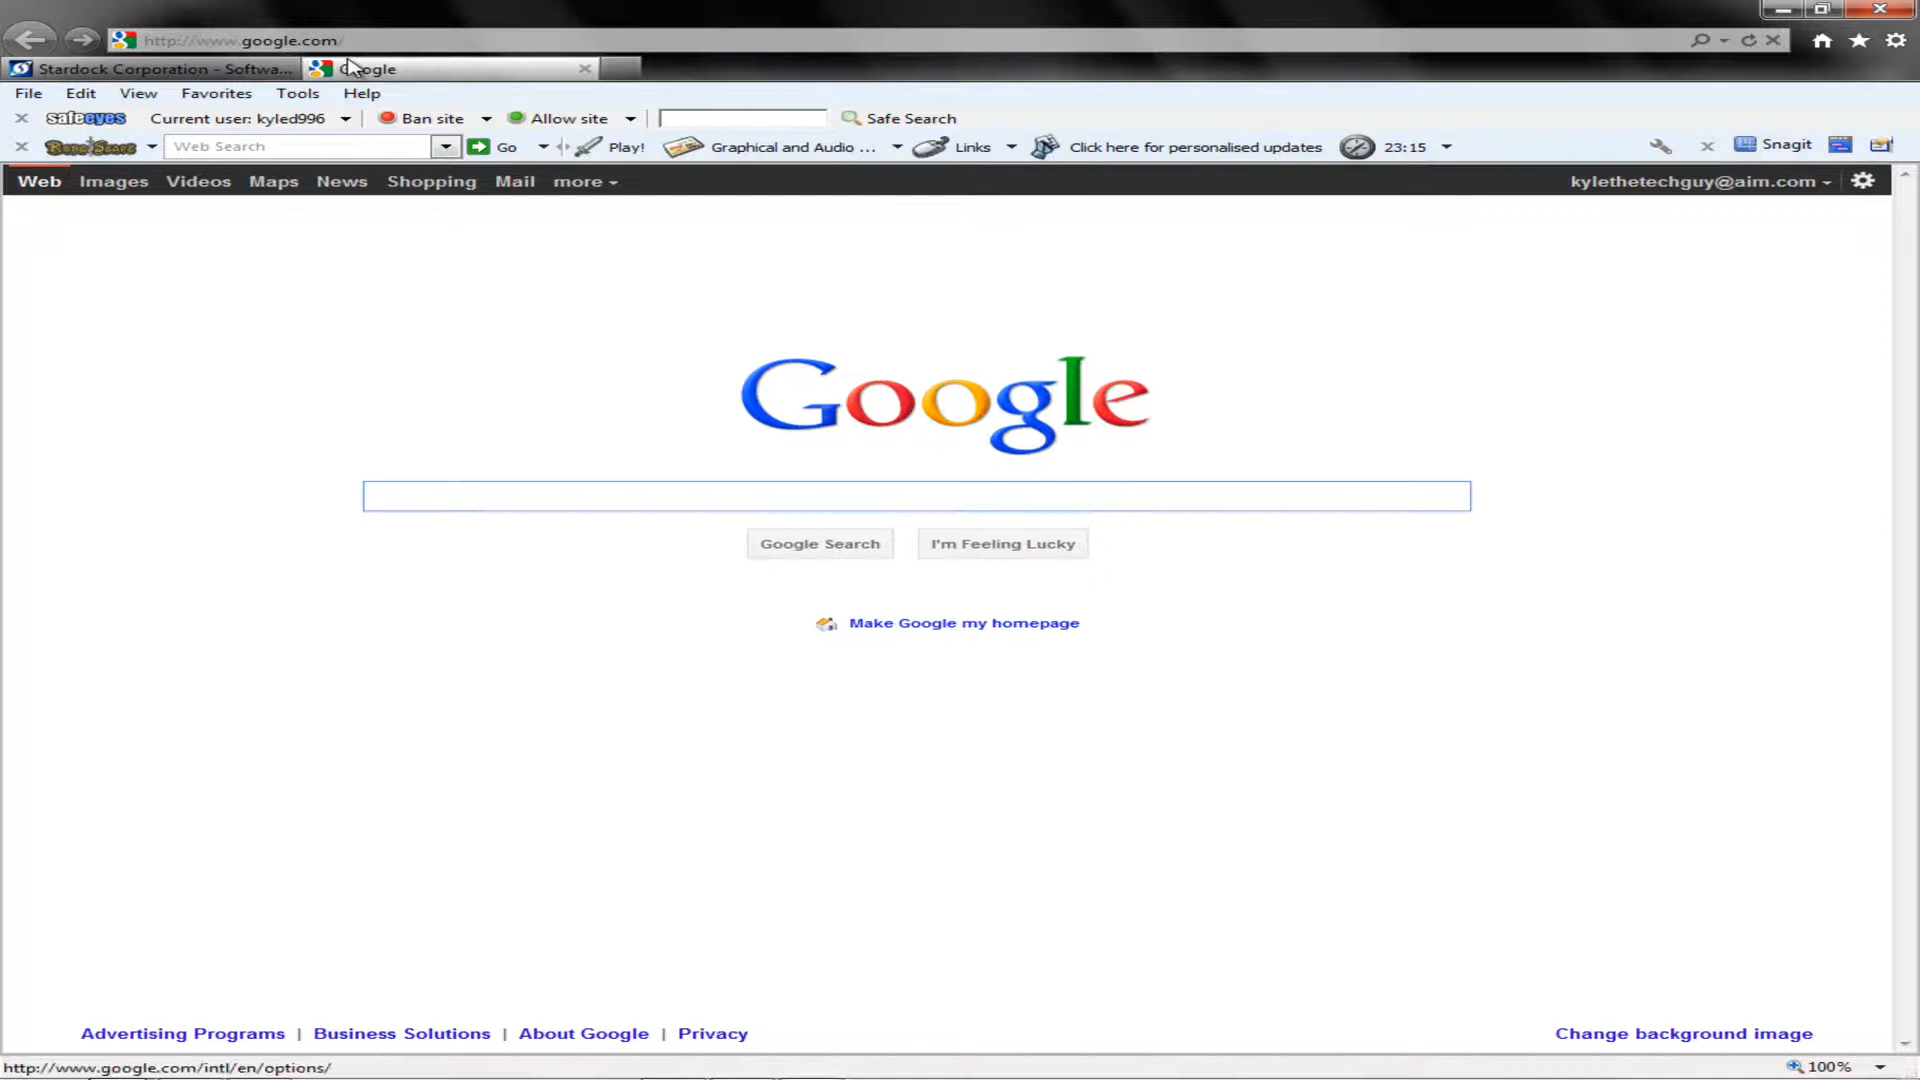 http://www.google.com/
Stardock Corporation - Softwa... Google
File Edit View Favorites Tools Help
safeeyes Current user: kyled996 Ban site Allow site Safe Search
RuneScape Web Search Go Play! Graphical and Audio ... Links Click here for personalised updates 23:15 Snagit
Web Images Videos Maps News Shopping Mail more kylethetechguy@aim.com
Google
Google Search I'm Feeling Lucky
Make Google my homepage
Advertising Programs | Business Solutions | About Google | Privacy Change background image
http://www.google.com/intl/en/options/ 100%